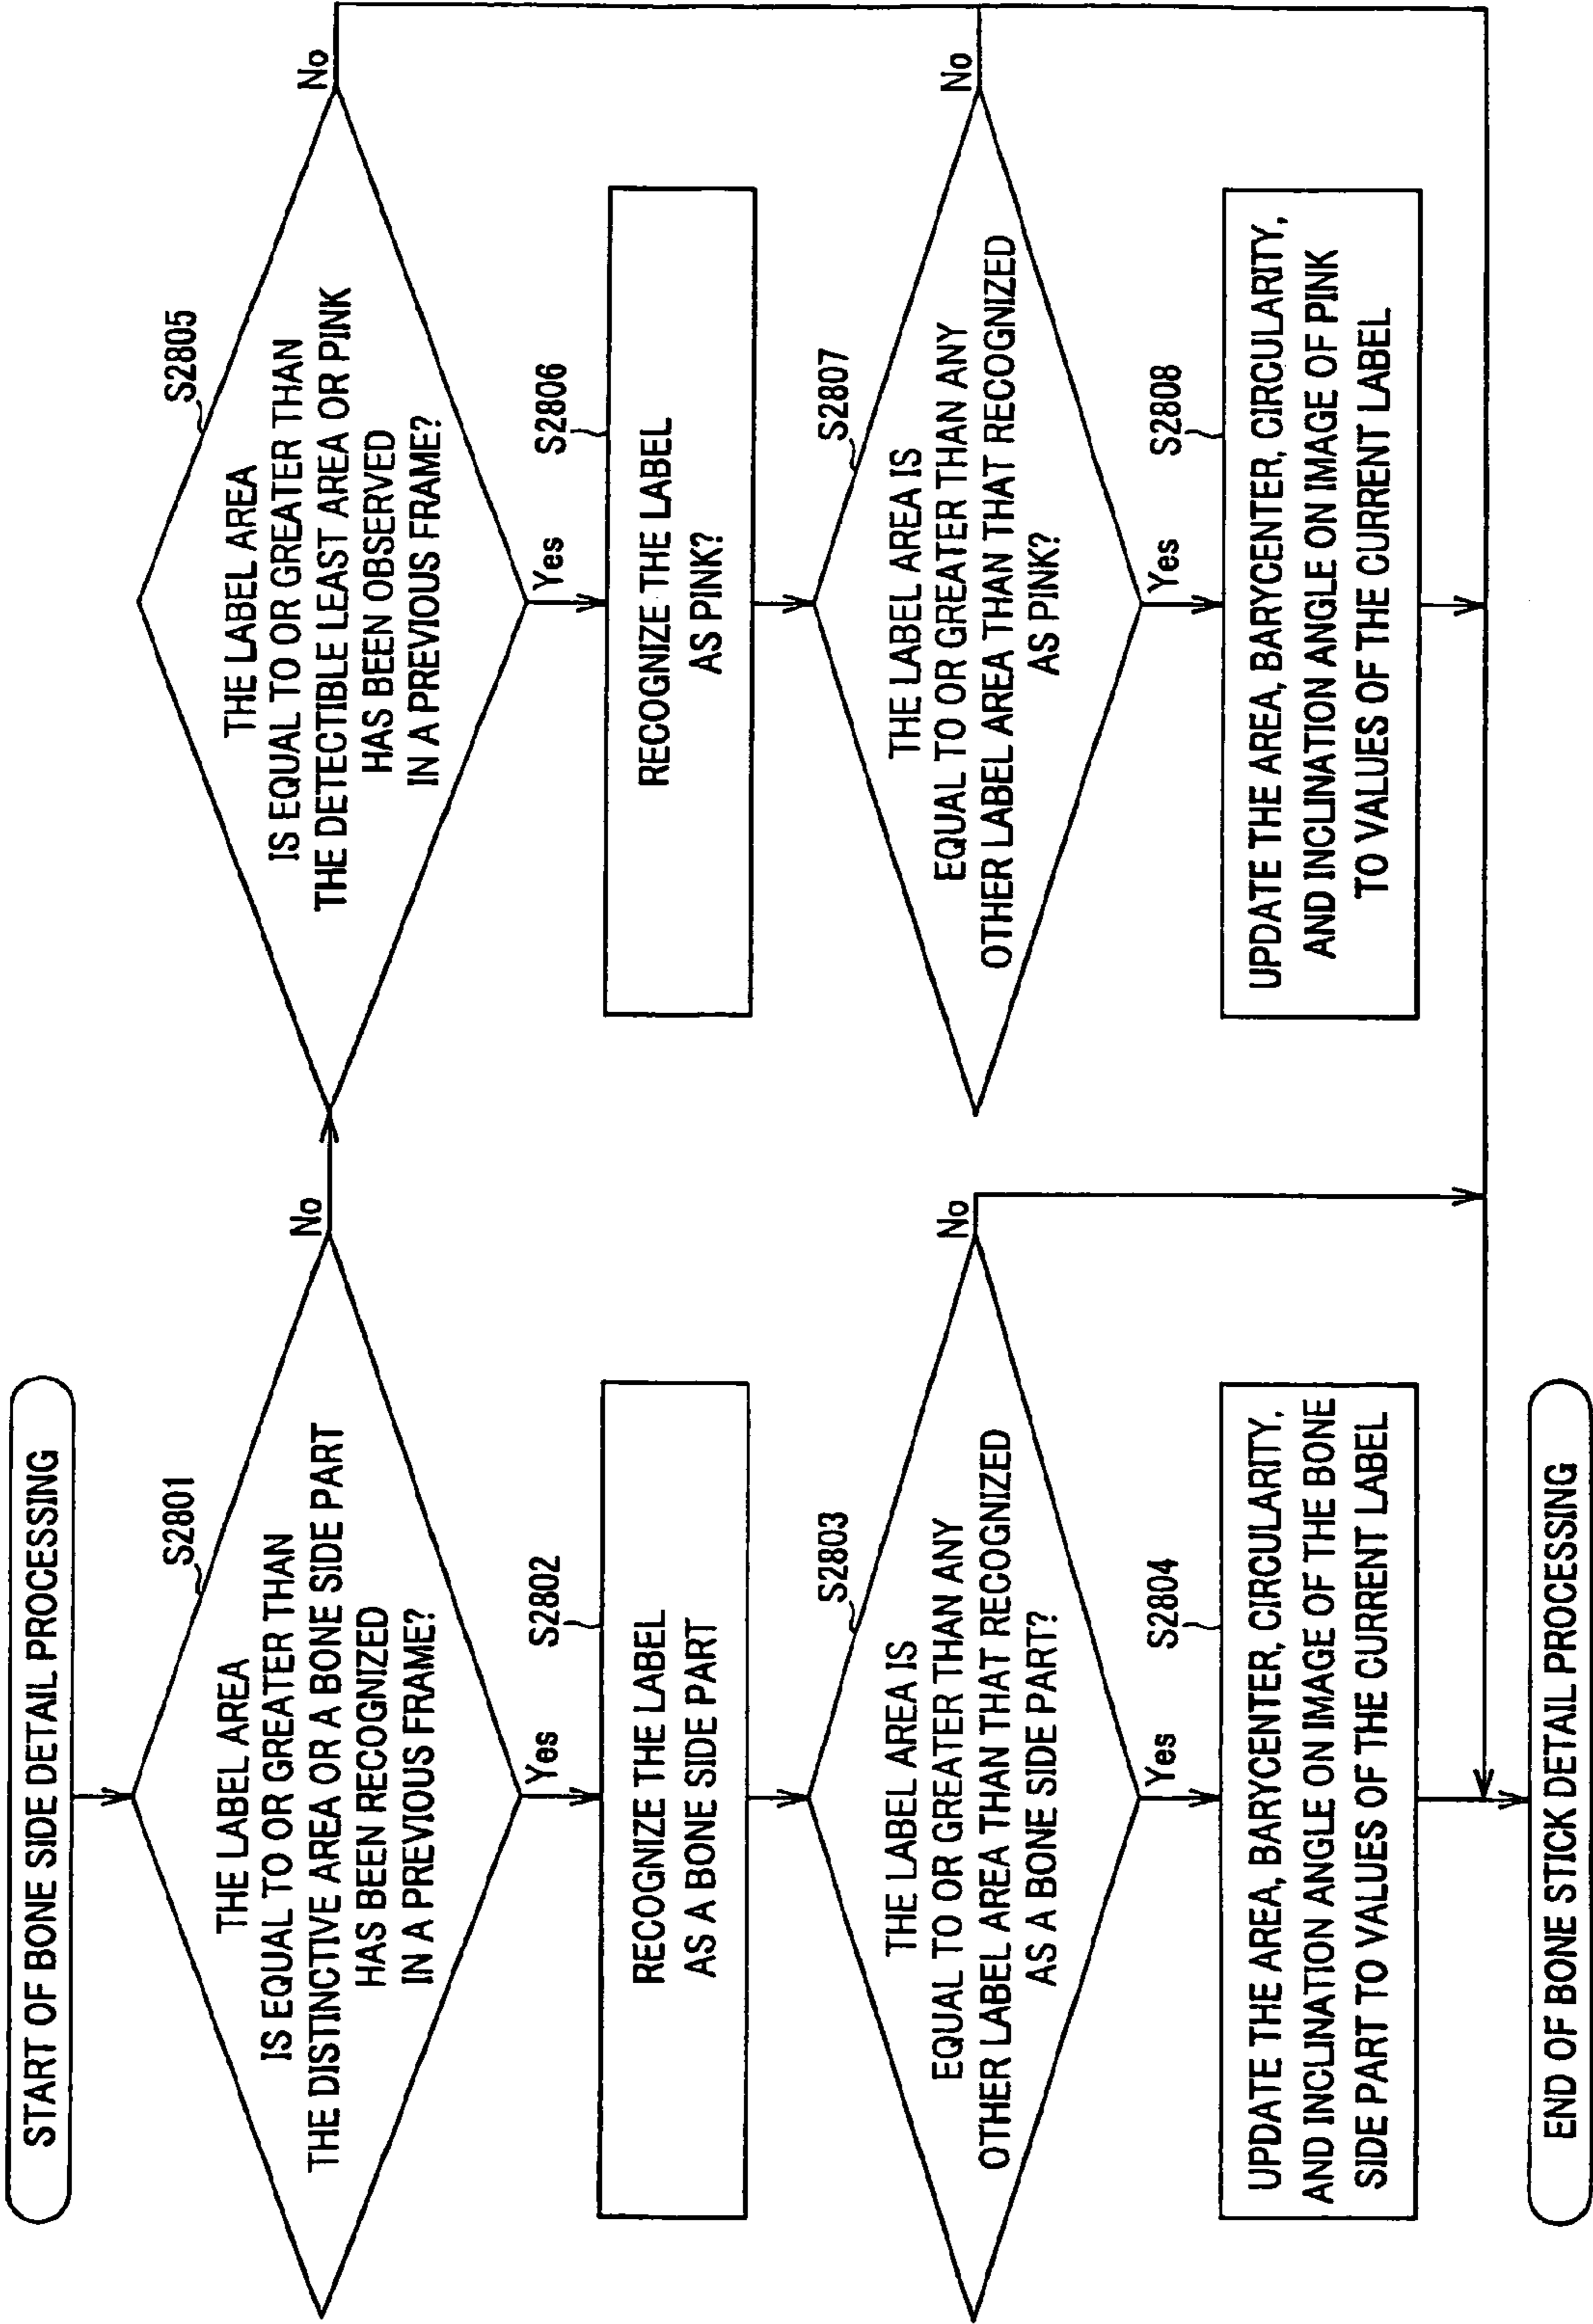 START OF BONE SIDE DETAIL PROCESSING
S2801
THE LABEL AREA
IS EQUAL TO OR GREATER THAN
THE DISTINCTIVE AREA OR A BONE SIDE PART
HAS BEEN RECOGNIZED
IN A PREVIOUS FRAME?
No
Yes
S2802
RECOGNIZE THE LABEL
AS A BONE SIDE PART
S2803
THE LABEL AREA IS
EQUAL TO OR GREATER THAN ANY
OTHER LABEL AREA THAN THAT RECOGNIZED
AS A BONE SIDE PART?
No
Yes
S2804
UPDATE THE AREA, BARYCENTER, CIRCULARITY,
AND INCLINATION ANGLE ON IMAGE OF THE BONE
SIDE PART TO VALUES OF THE CURRENT LABEL
END OF BONE STICK DETAIL PROCESSING
S2805
THE LABEL AREA
IS EQUAL TO OR GREATER THAN
THE DETECTIBLE LEAST AREA OR PINK
HAS BEEN OBSERVED
IN A PREVIOUS FRAME?
No
Yes
S2806
RECOGNIZE THE LABEL
AS PINK?
S2807
THE LABEL AREA IS
EQUAL TO OR GREATER THAN ANY
OTHER LABEL AREA THAN THAT RECOGNIZED
AS PINK?
No
Yes
S2808
UPDATE THE AREA, BARYCENTER, CIRCULARITY,
AND INCLINATION ANGLE ON IMAGE OF PINK
TO VALUES OF THE CURRENT LABEL